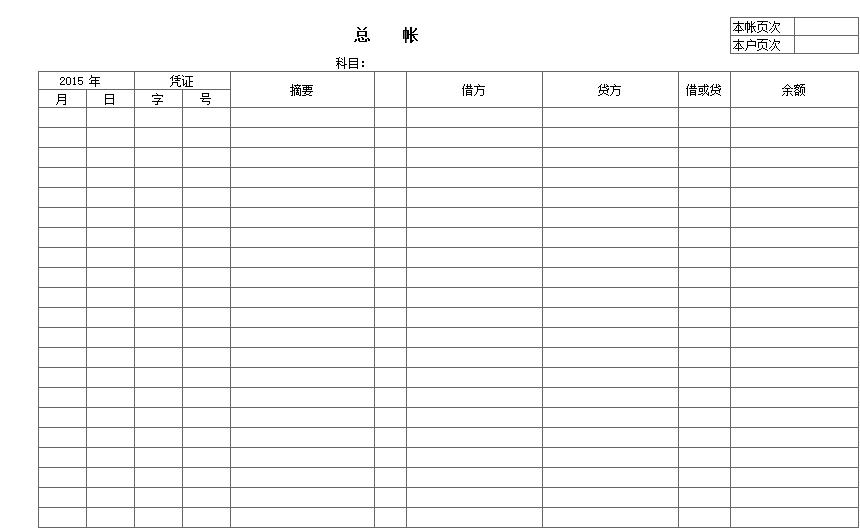 总 帐
本帐页次
本户页次
科目：
2015 年 凭证 摘要 借方 贷方 借或贷 余额
月 日 字 号